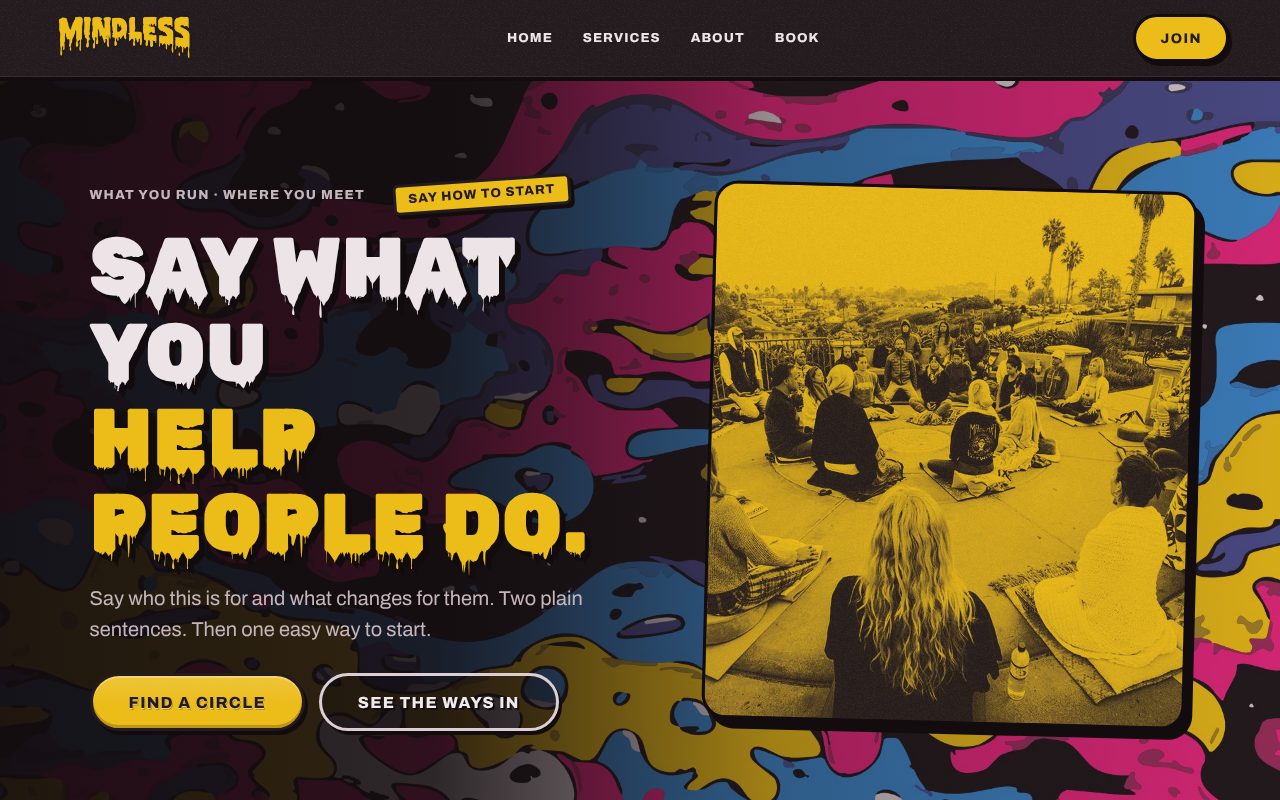 MINDLESS
HOME SERVICES ABOUT BOOK
JOIN
WHAT YOU RUN · WHERE YOU MEET
SAY HOW TO START
SAY WHAT
YOU
HELP
PEOPLE DO.
Say who this is for and what changes for them. Two plain
sentences. Then one easy way to start.
FIND A CIRCLE
SEE THE WAYS IN